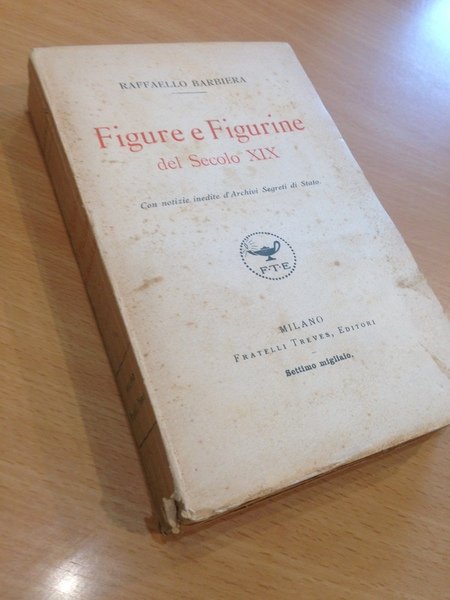 RAFFAELLO BARBIERA
Figure e Figurine
del Secolo XIX
Con notizie inedite d'Archivi Segreti di Stato.
F·T·E
MILANO
FRATELLI TREVES, EDITORI
Settimo migliaio.